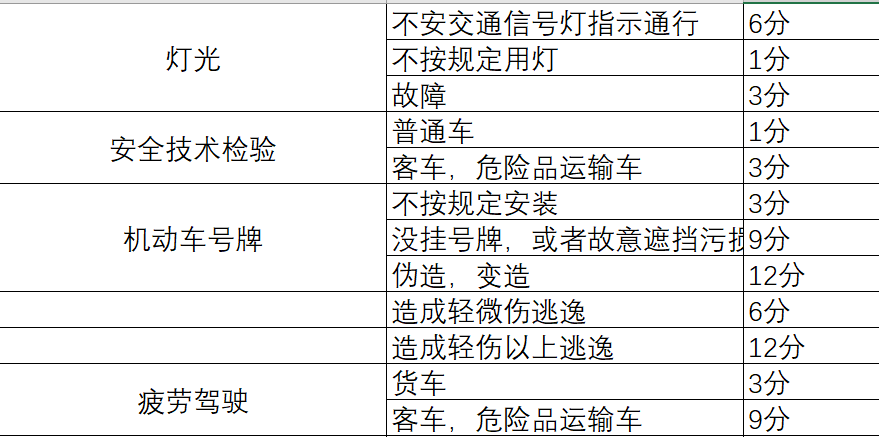 灯光
不安交通信号灯指示通行 6分
不按规定用灯 1分
故障 3分
安全技术检验
普通车 1分
客车，危险品运输车 3分
机动车号牌
不按规定安装 3分
没挂号牌，或者故意遮挡污损 9分
伪造，变造 12分
造成轻微伤逃逸 6分
造成轻伤以上逃逸 12分
疲劳驾驶
货车 3分
客车，危险品运输车 9分